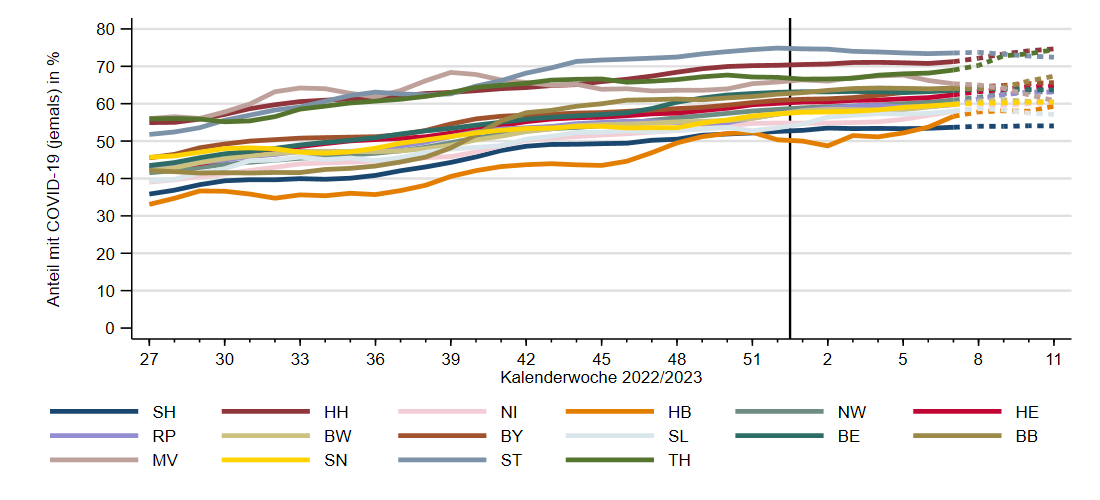 Anteil mit COVID-19 (jemals) in %
80
70
60
50
40
30
20
10
0
27 30 33 36 39 42 45 48 51 2 5 8 11
Kalenderwoche 2022/2023
SH HH NI HB NW HE
RP BW BY SL BE BB
MV SN ST TH